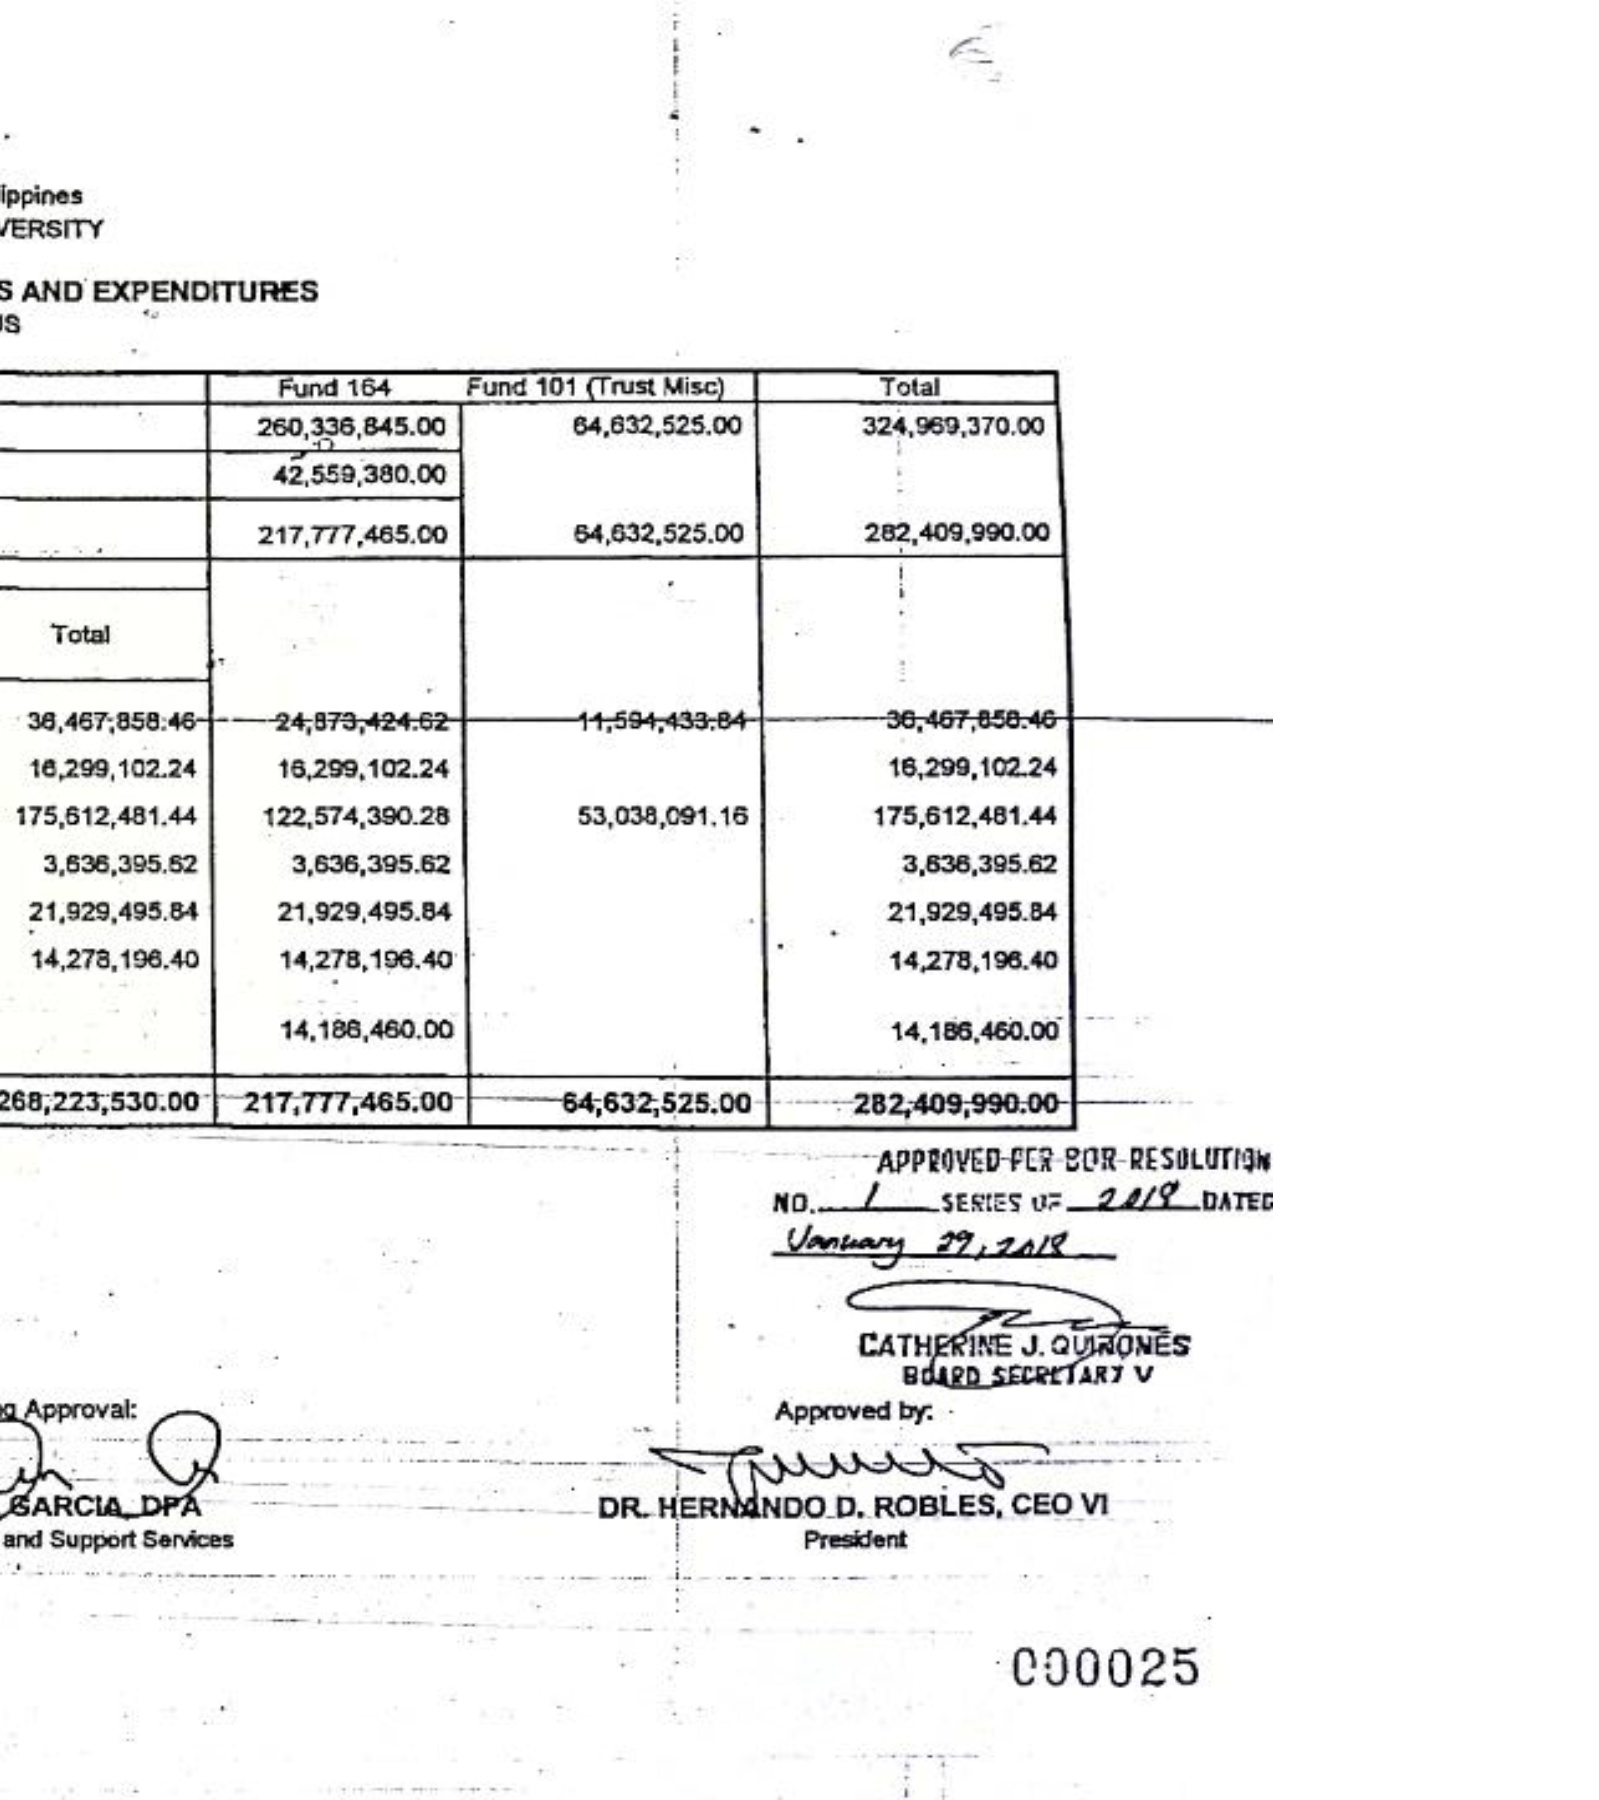 ippines
VERSITY
S AND EXPENDITURES
US
Fund 164 Fund 101 (Trust Misc) Total
260,336,845.00 64,632,525.00 324,969,370.00
42,559,380.00
217,777,465.00 64,632,525.00 282,409,990.00
Total
36,467,858.46 24,873,424.62 11,594,433.84 36,467,858.46
16,299,102.24 16,299,102.24 16,299,102.24
175,612,481.44 122,574,390.28 53,038,091.16 175,612,481.44
3,636,395.62 3,636,395.62 3,636,395.62
21,929,495.84 21,929,495.84 21,929,495.84
14,278,196.40 14,278,196.40 14,278,196.40
14,186,460.00 14,186,460.00
268,223,530.00 217,777,465.00 64,632,525.00 282,409,990.00
APPROVED PER BOR RESOLUTION
NO. 1 SERIES OF 2018 DATED
January 29, 2018
CATHERINE J. QUIÑONES
BOARD SECRETARY V
ng Approval: Approved by:
GARCIA, DPA DR. HERNANDO D. ROBLES, CEO VI
and Support Services President
000025